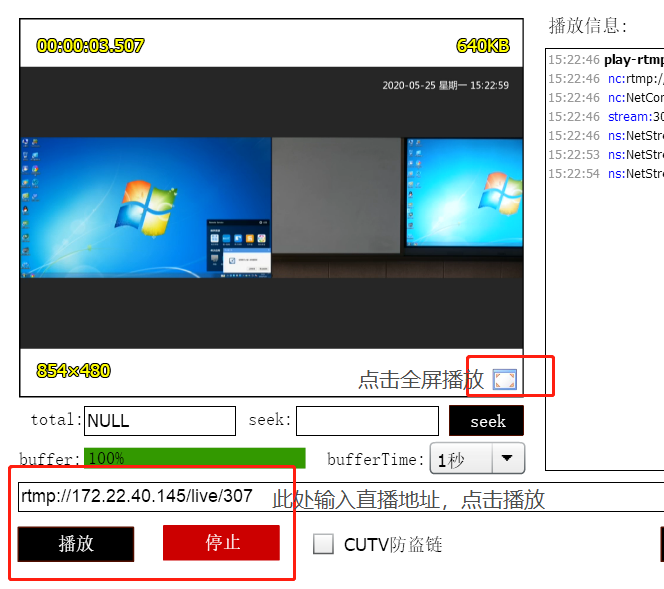 00:00:03.507
640KB
播放信息:
2020-05-25 星期一 15:22:59
15:22:46 play-rtmp
15:22:46 nc:rtmp:/
15:22:46 nc:NetCon
15:22:46 stream:30
15:22:46 ns:NetStre
15:22:53 ns:NetStre
15:22:54 ns:NetStre
854×480
点击全屏播放
total: NULL seek: seek
buffer: 100% bufferTime: 1秒
rtmp://172.22.40.145/live/307 此处输入直播地址，点击播放
播放 停止 CUTV防盗链